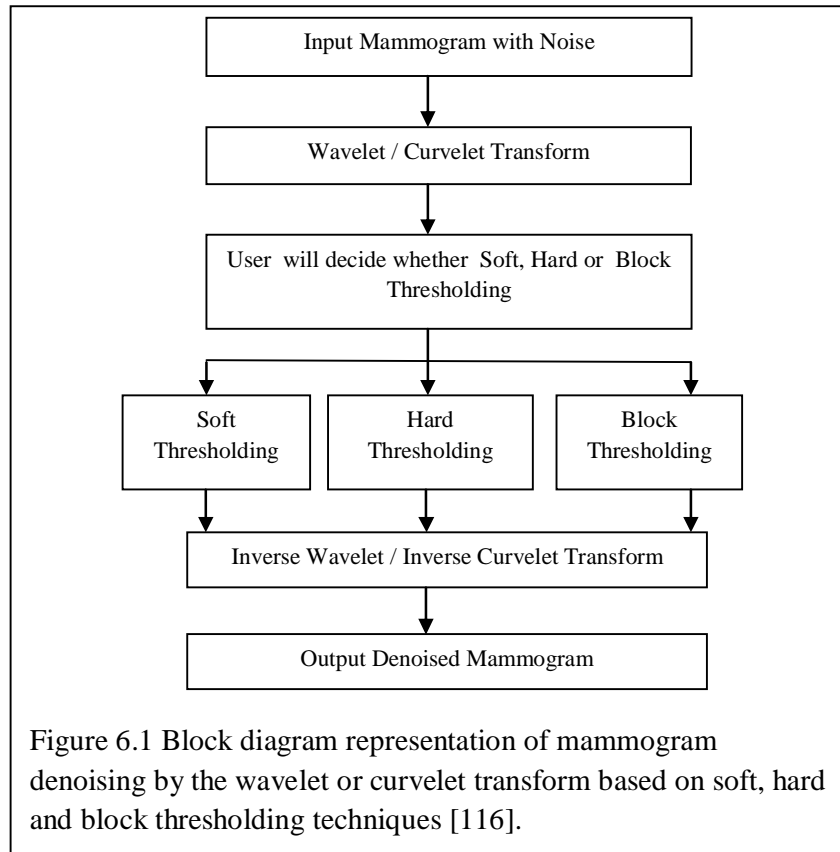 Input Mammogram with Noise
Wavelet / Curvelet Transform
User will decide whether Soft, Hard or Block
Thresholding
Soft
Thresholding
Hard
Thresholding
Block
Thresholding
Inverse Wavelet / Inverse Curvelet Transform
Output Denoised Mammogram
Figure 6.1 Block diagram representation of mammogram
denoising by the wavelet or curvelet transform based on soft, hard
and block thresholding techniques [116].